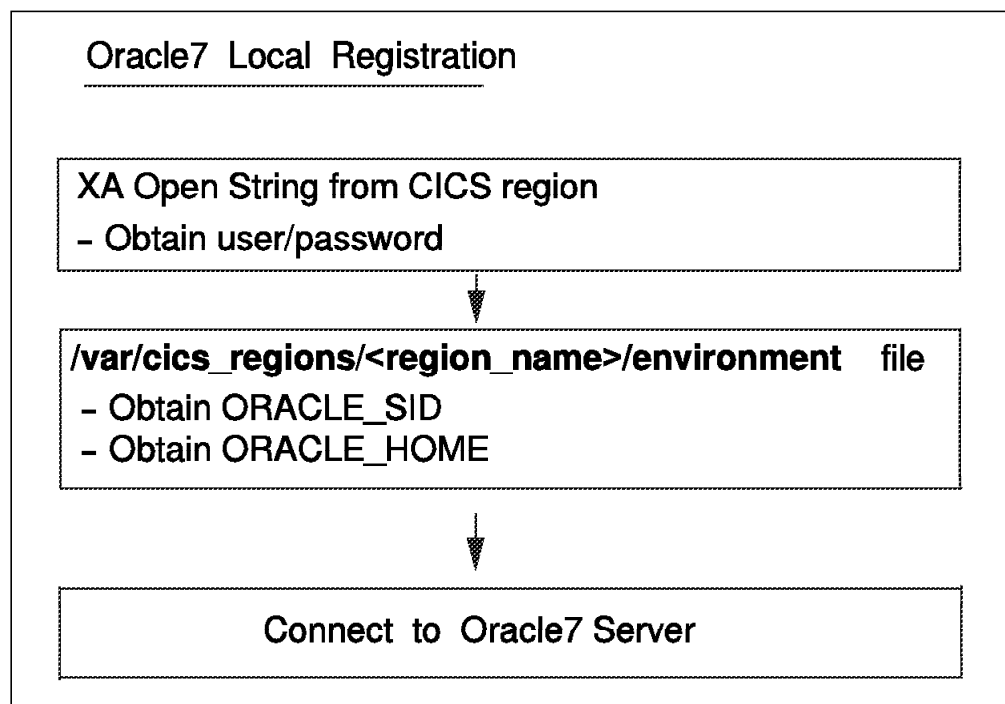 Oracle7 Local Registration
XA Open String from CICS region
– Obtain user/password
/var/cics_regions/<region_name>/environment file
– Obtain ORACLE_SID
– Obtain ORACLE_HOME
Connect to Oracle7 Server